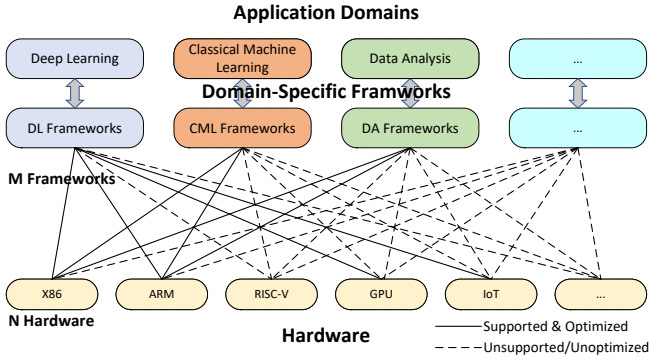 Application Domains
Deep Learning
Classical Machine
Learning
Data Analysis
...
Domain-Specific Framworks
DL Frameworks
CML Frameworks
DA Frameworks
...
M Frameworks
X86
ARM
RISC-V
GPU
IoT
...
N Hardware
Hardware
Supported & Optimized
Unsupported/Unoptimized